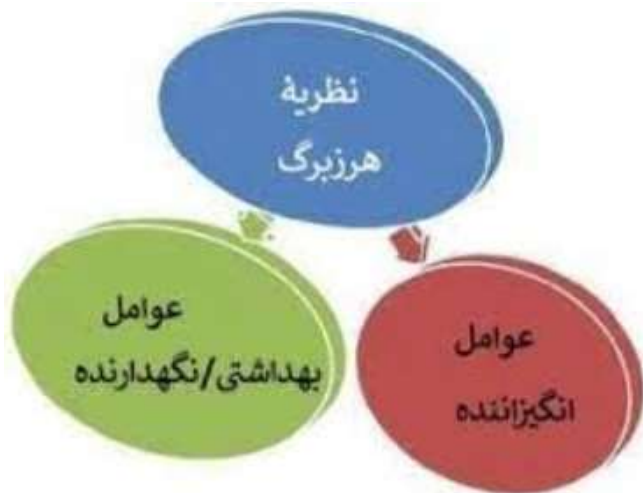 نظریهٔ
هرزبرگ
عوامل
انگیزاننده
عوامل
بهداشتی/نگهدارنده